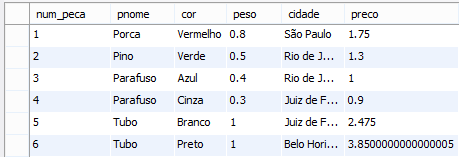 num_peca pnome cor peso cidade preco
1 Porca Vermelho 0.8 São Paulo 1.75
2 Pino Verde 0.5 Rio de J... 1.3
3 Parafuso Azul 0.4 Rio de J... 1
4 Parafuso Cinza 0.3 Juiz de F... 0.9
5 Tubo Branco 1 Juiz de F... 2.475
6 Tubo Preto 1 Belo Hori... 3.8500000000000005